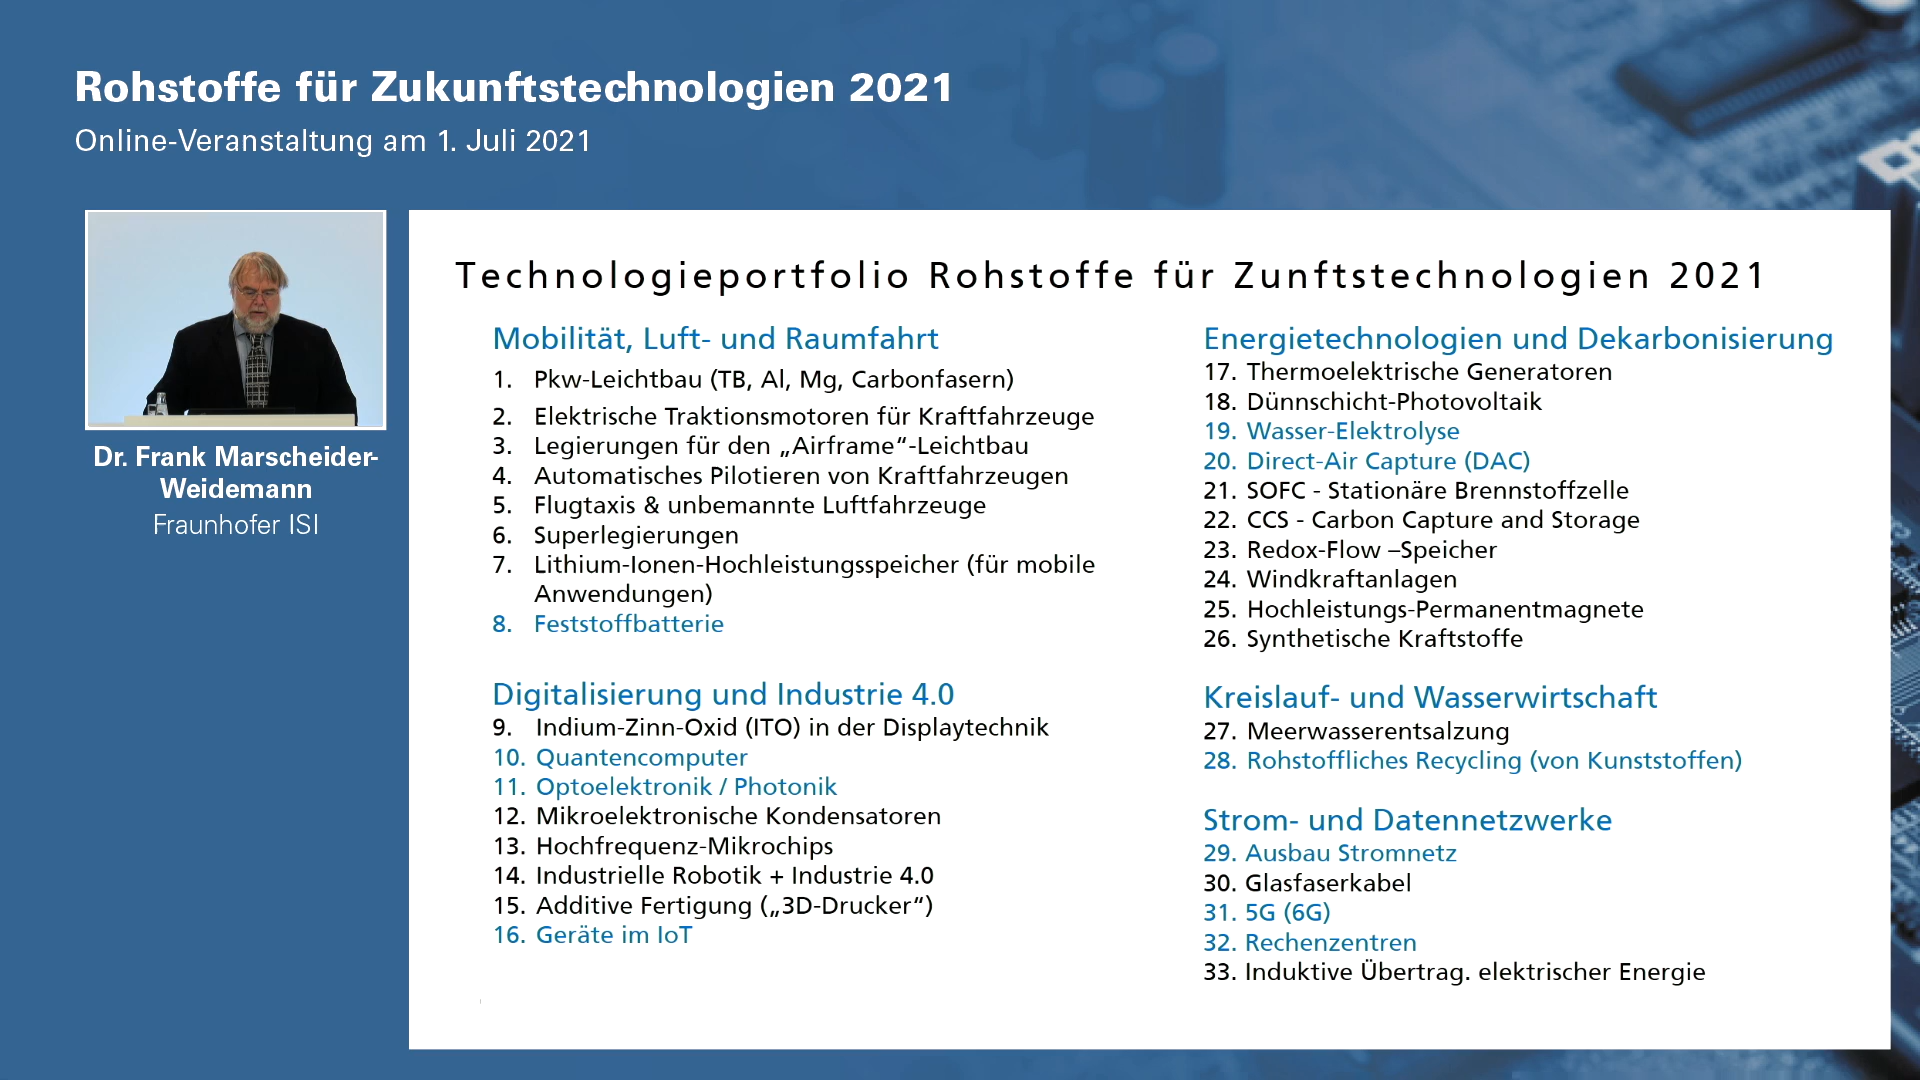 Rohstoffe für Zukunftstechnologien 2021
Online-Veranstaltung am 1. Juli 2021
Dr. Frank Marscheider-
Weidemann
Fraunhofer ISI
Technologieportfolio Rohstoffe für Zunftstechnologien 2021
Mobilität, Luft- und Raumfahrt
1. Pkw-Leichtbau (TB, Al, Mg, Carbonfasern)
2. Elektrische Traktionsmotoren für Kraftfahrzeuge
3. Legierungen für den „Airframe“-Leichtbau
4. Automatisches Pilotieren von Kraftfahrzeugen
5. Flugtaxis & unbemannte Luftfahrzeuge
6. Superlegierungen
7. Lithium-Ionen-Hochleistungsspeicher (für mobile
Anwendungen)
8. Feststoffbatterie
Digitalisierung und Industrie 4.0
9. Indium-Zinn-Oxid (ITO) in der Displaytechnik
10. Quantencomputer
11. Optoelektronik / Photonik
12. Mikroelektronische Kondensatoren
13. Hochfrequenz-Mikrochips
14. Industrielle Robotik + Industrie 4.0
15. Additive Fertigung („3D-Drucker“)
16. Geräte im IoT
Energietechnologien und Dekarbonisierung
17. Thermoelektrische Generatoren
18. Dünnschicht-Photovoltaik
19. Wasser-Elektrolyse
20. Direct-Air Capture (DAC)
21. SOFC - Stationäre Brennstoffzelle
22. CCS - Carbon Capture and Storage
23. Redox-Flow –Speicher
24. Windkraftanlagen
25. Hochleistungs-Permanentmagnete
26. Synthetische Kraftstoffe
Kreislauf- und Wasserwirtschaft
27. Meerwasserentsalzung
28. Rohstoffliches Recycling (von Kunststoffen)
Strom- und Datennetzwerke
29. Ausbau Stromnetz
30. Glasfaserkabel
31. 5G (6G)
32. Rechenzentren
33. Induktive Übertrag. elektrischer Energie